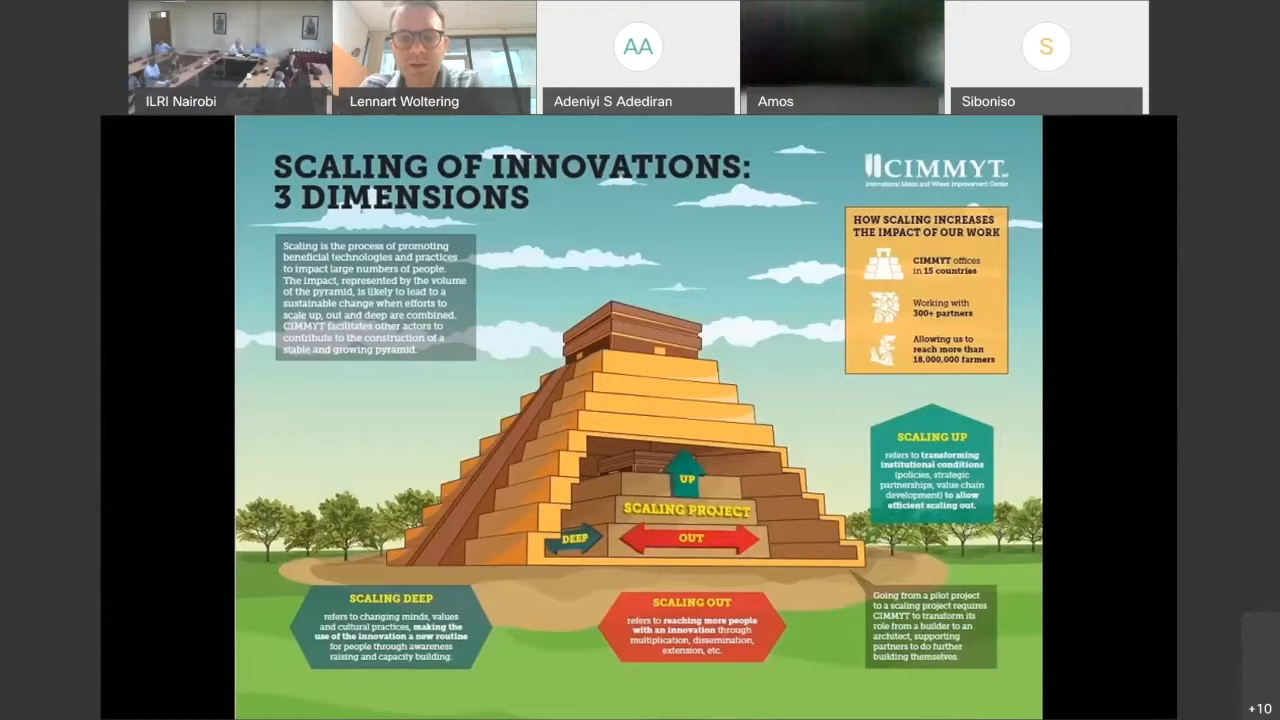 AA
S
ILRI Nairobi
Lennart Woltering
Adeniyi S Adediran
Amos
Siboniso
SCALING OF INNOVATIONS:
3 DIMENSIONS
CIMMYT
International Maize and Wheat Improvement Center
Scaling is the process of promoting
beneficial technologies and practices
to impact large numbers of people.
The impact, represented by the volume
of the pyramid, is likely to lead to a
sustainable change when efforts to
scale up, out and deep are combined.
CIMMYT facilitates other actors to
contribute to the construction of a
stable and growing pyramid.
HOW SCALING INCREASES
THE IMPACT OF OUR WORK
CIMMYT offices
in 15 countries
Working with
300+ partners
Allowing us to
reach more than
18,000,000 farmers
SCALING UP
refers to transforming
institutional conditions
(policies, strategic
partnerships, value chain
development) to allow
efficient scaling out.
UP
SCALING PROJECT
DEEP
OUT
SCALING DEEP
refers to changing minds, values
and cultural practices, making the
use of the innovation a new routine
for people through awareness
raising and capacity building.
SCALING OUT
refers to reaching more people
with an innovation through
multiplication, dissemination,
extension, etc.
Going from a pilot project
to a scaling project requires
CIMMYT to transform its
role from a builder to an
architect, supporting
partners to do further
building themselves.
+10